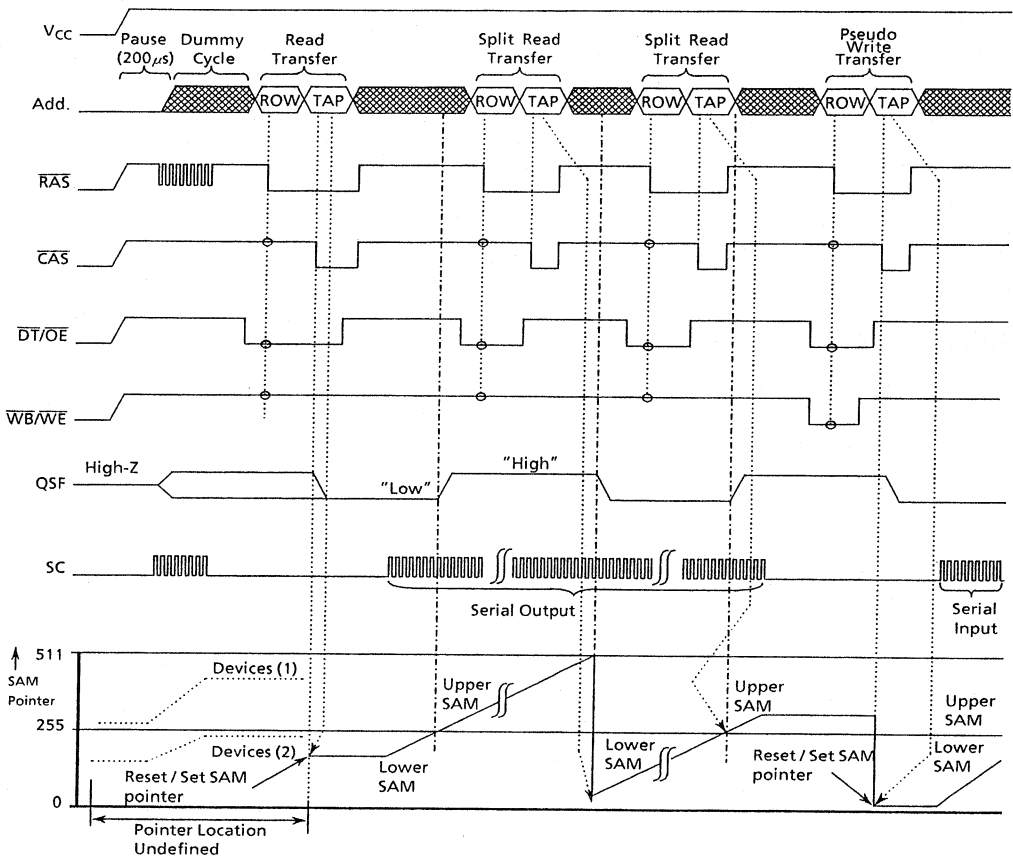 VCC
Pause (200μs)
Dummy Cycle
Read Transfer
Split Read Transfer
Split Read Transfer
Pseudo Write Transfer
Add.
ROW TAP ROW TAP ROW TAP ROW TAP
RAS
CAS
DT/OE
WB/WE
High-Z
QSF
"Low"
"High"
SC
Serial Output
Serial Input
511
SAM Pointer
255
0
Devices (1)
Devices (2)
Reset / Set SAM pointer
Pointer Location Undefined
Lower SAM
Upper SAM
Lower SAM
Upper SAM
Reset / Set SAM pointer
Upper SAM
Lower SAM